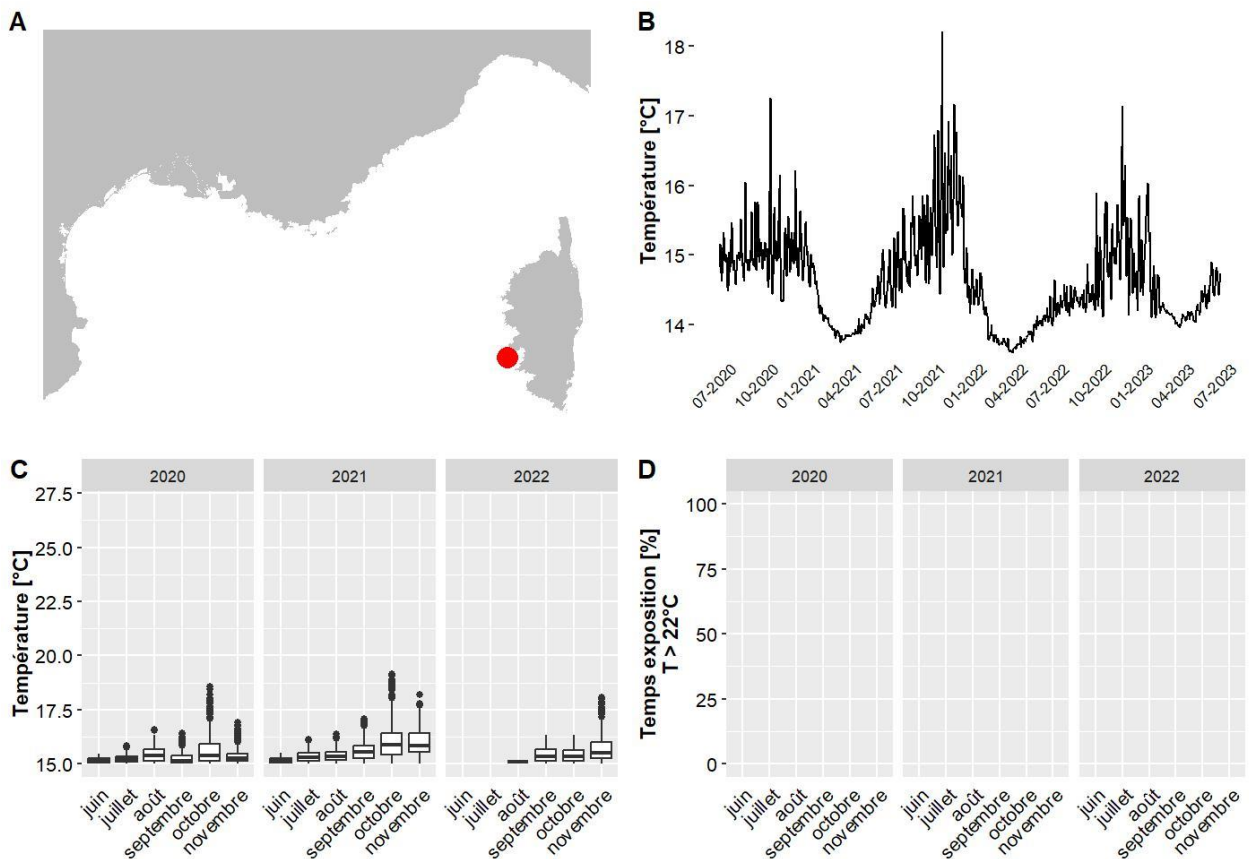 A
B
Température [°C]
18
17
16
15
14
07-2020
10-2020
01-2021
04-2021
07-2021
10-2021
01-2022
04-2022
07-2022
10-2022
01-2023
04-2023
07-2023
C
2020
2021
2022
Température [°C]
27.5
25.0
22.5
20.0
17.5
15.0
juin
juillet
août
septembre
octobre
novembre
juin
juillet
août
septembre
octobre
novembre
juin
juillet
août
septembre
octobre
novembre
D
2020
2021
2022
Temps exposition [%]
T > 22°C
100
75
50
25
0
juin
juillet
août
septembre
octobre
novembre
juin
juillet
août
septembre
octobre
novembre
juin
juillet
août
septembre
octobre
novembre